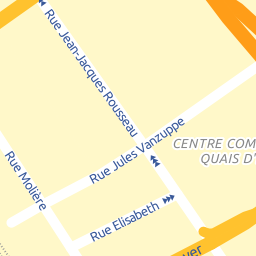 Rue Jean-Jacques Rousseau
Rue Jules Vanzuppe
CENTRE COM
QUAIS D'
Rue Molière
Rue Elisabeth